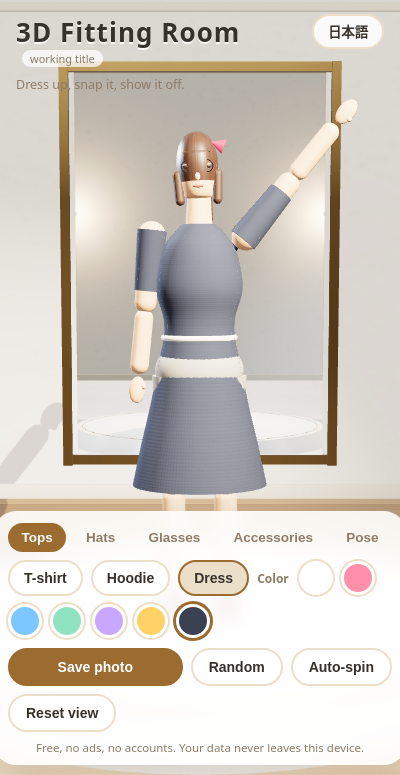 3D Fitting Room
日本語
working title
Dress up, snap it, show it off.
Tops
Hats
Glasses
Accessories
Pose
T-shirt
Hoodie
Dress
Color
Save photo
Random
Auto-spin
Reset view
Free, no ads, no accounts. Your data never leaves this device.